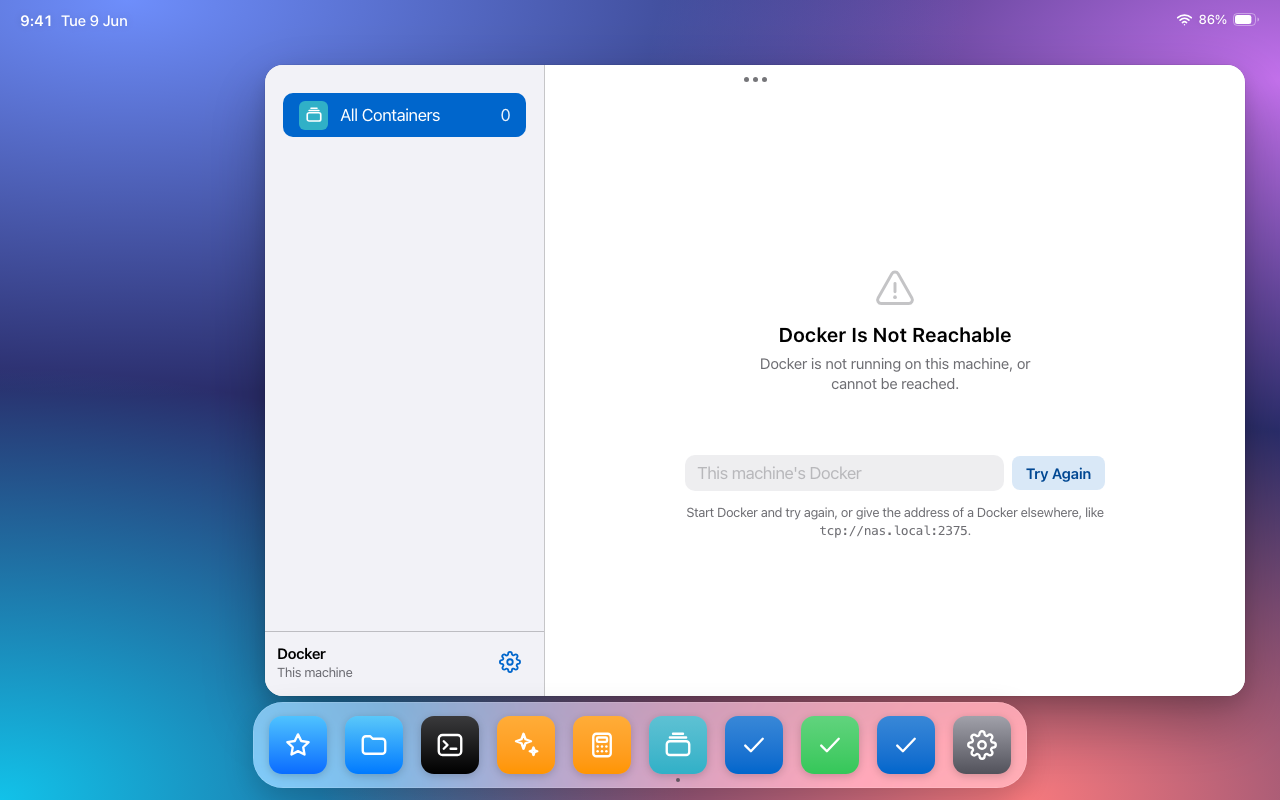 9:41 Tue 9 Jun
86%
All Containers 0
Docker Is Not Reachable
Docker is not running on this machine, or
cannot be reached.
This machine's Docker
Try Again
Start Docker and try again, or give the address of a Docker elsewhere, like
tcp://nas.local:2375.
Docker
This machine